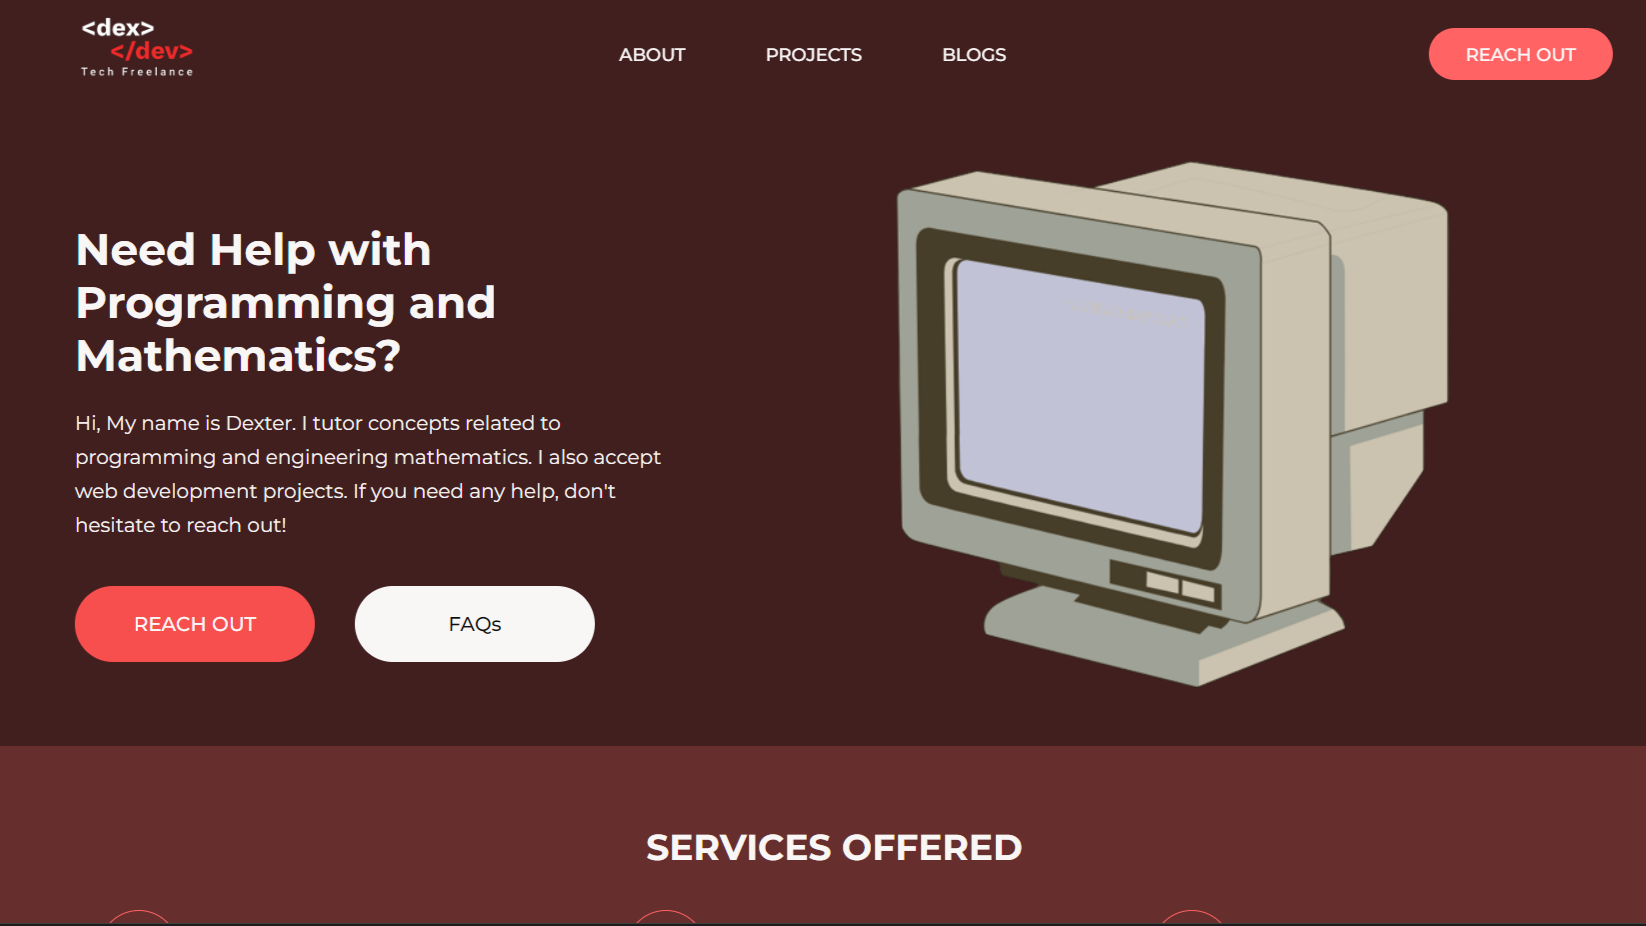 <dex>
</dev>
Tech Freelance
ABOUT
PROJECTS
BLOGS
REACH OUT
Need Help with
Programming and
Mathematics?
Hi, My name is Dexter. I tutor concepts related to
programming and engineering mathematics. I also accept
web development projects. If you need any help, don't
hesitate to reach out!
REACH OUT
FAQs
SERVICES OFFERED